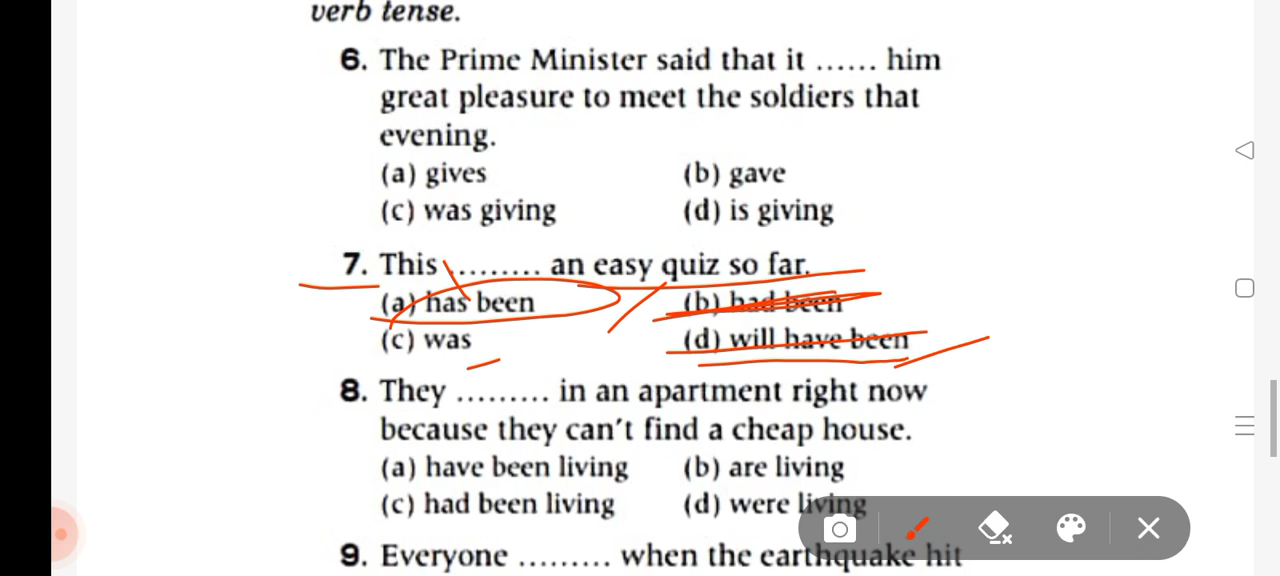 verb tense.
6. The Prime Minister said that it ...... him
great pleasure to meet the soldiers that
evening.
(a) gives (b) gave
(c) was giving (d) is giving
7. This ......... an easy quiz so far.
(a) has been (b) had been
(c) was (d) will have been
8. They ......... in an apartment right now
because they can't find a cheap house.
(a) have been living (b) are living
(c) had been living (d) were living
9. Everyone ......... when the earthquake hit